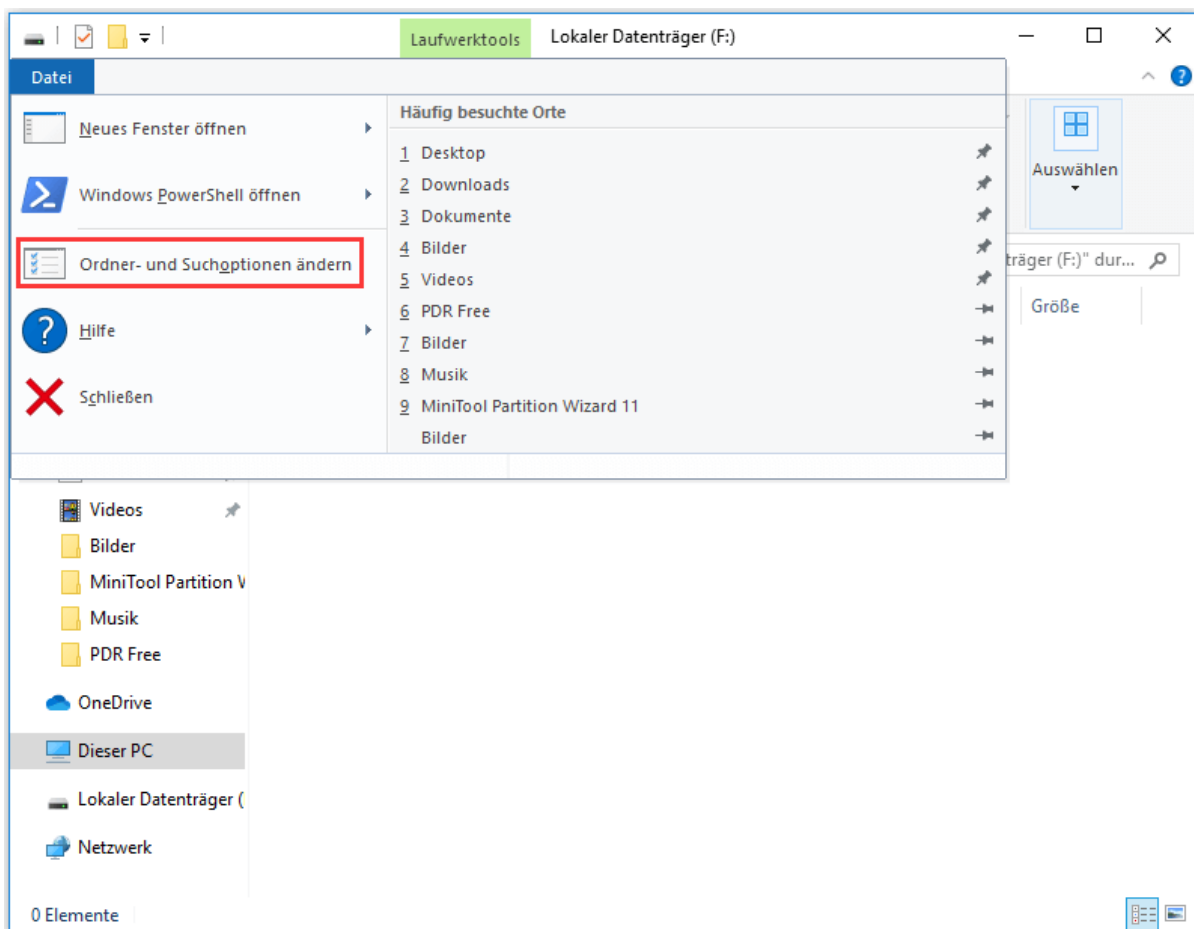 Laufwerktools
Lokaler Datenträger (F:)
Datei
Neues Fenster öffnen
Windows PowerShell öffnen
Ordner- und Suchoptionen ändern
Hilfe
Schließen
Häufig besuchte Orte
1 Desktop
2 Downloads
3 Dokumente
4 Bilder
5 Videos
6 PDR Free
7 Bilder
8 Musik
9 MiniTool Partition Wizard 11
Bilder
Auswählen
träger (F:)" dur...
Größe
Videos
Bilder
MiniTool Partition W
Musik
PDR Free
OneDrive
Dieser PC
Lokaler Datenträger (
Netzwerk
0 Elemente